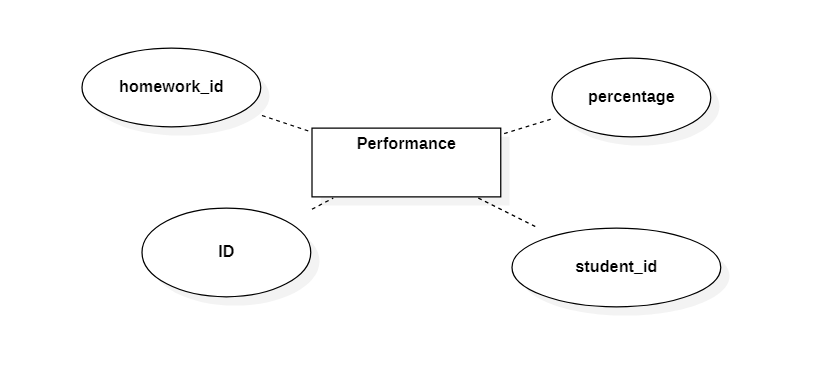 homework_id
percentage
Performance
ID
student_id